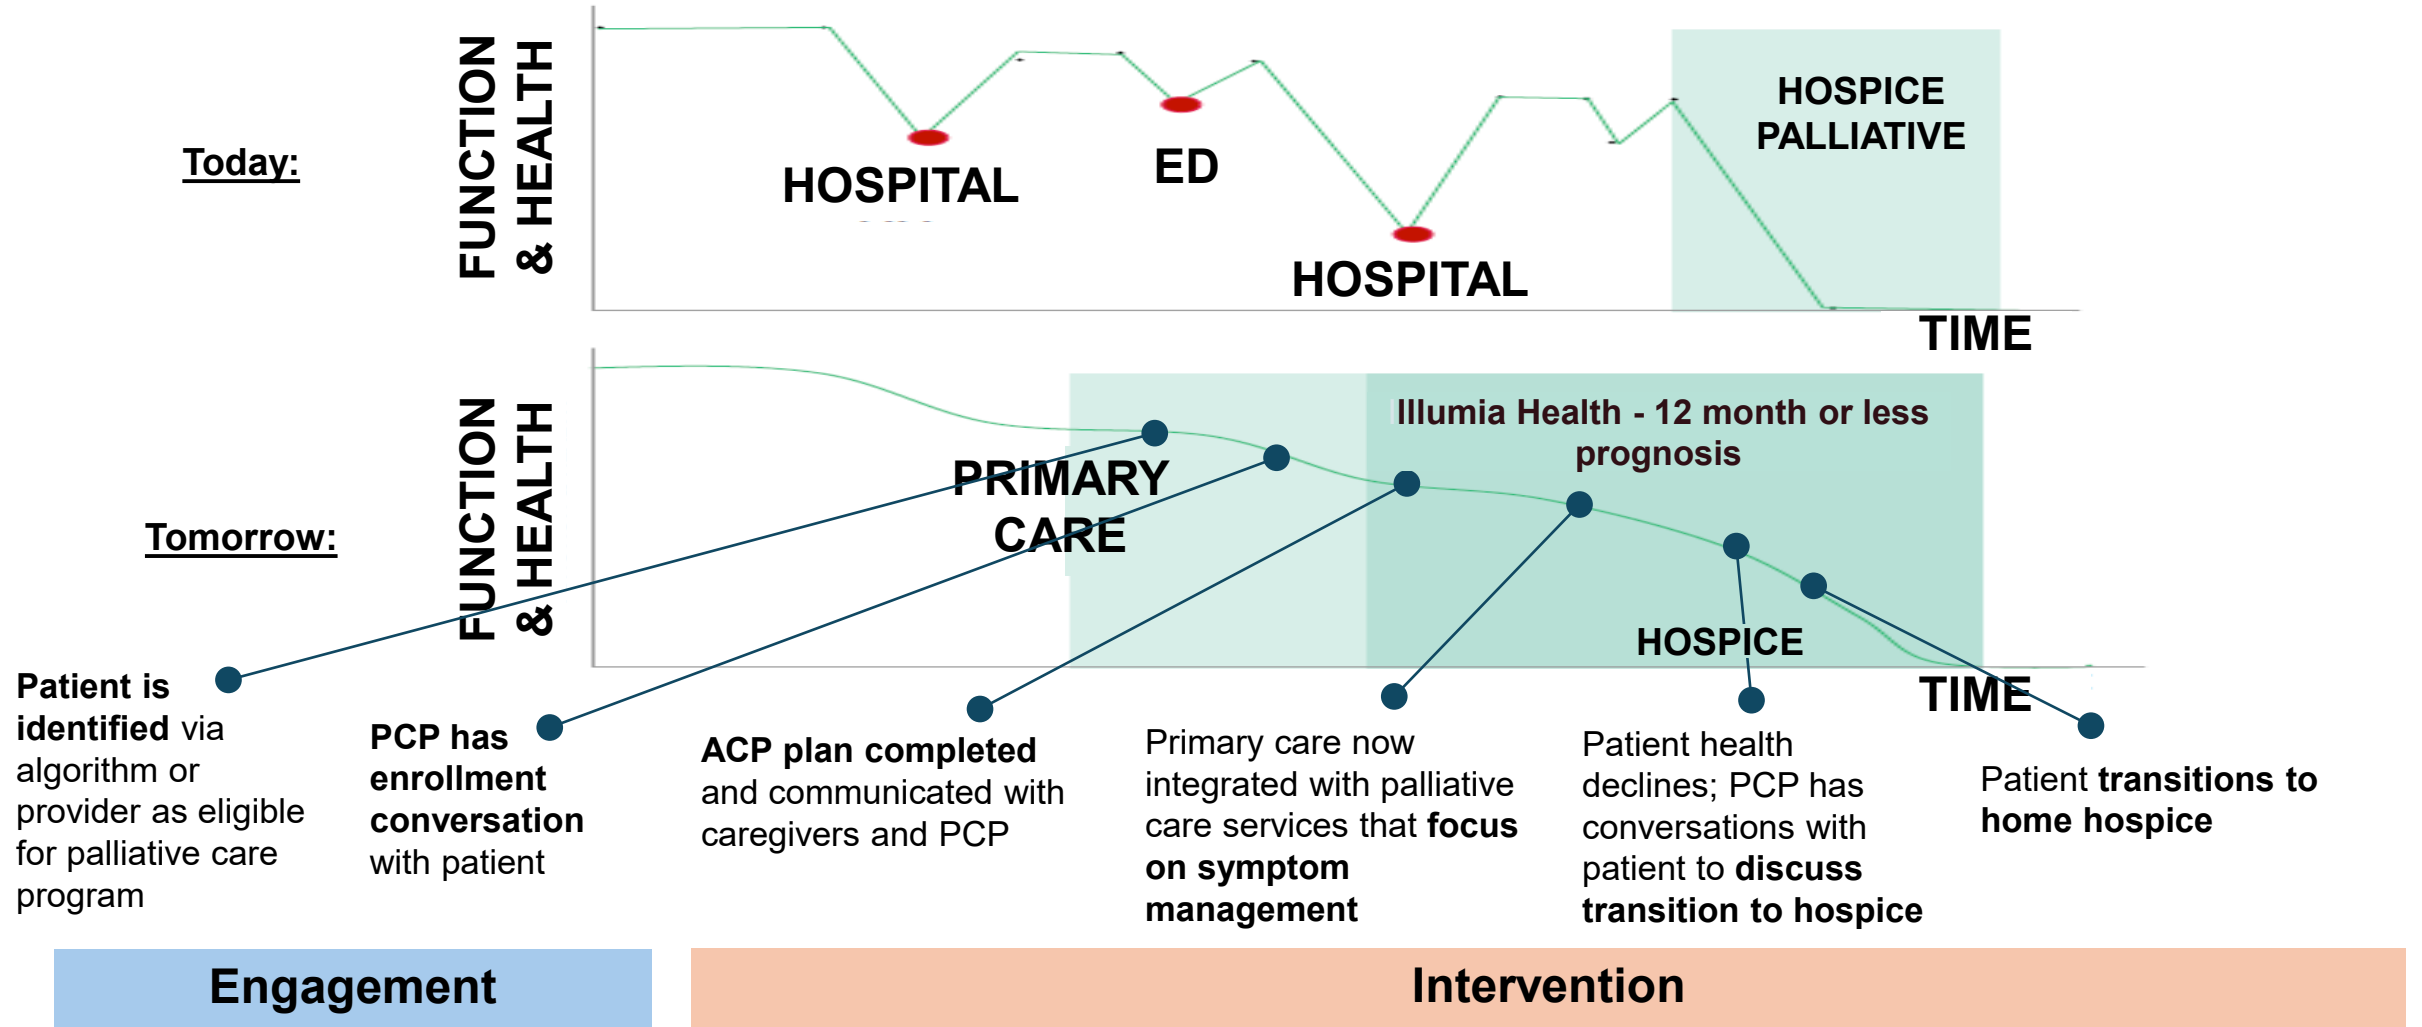 Today:
FUNCTION
& HEALTH
HOSPITAL
ED
HOSPITAL
HOSPICE
PALLIATIVE
TIME
Tomorrow:
FUNCTION
& HEALTH
PRIMARY
CARE
Illumia Health - 12 month or less
prognosis
HOSPICE
TIME
Patient is
identified via
algorithm or
provider as eligible
for palliative care
program
PCP has
enrollment
conversation
with patient
ACP plan completed
and communicated with
caregivers and PCP
Primary care now
integrated with palliative
care services that focus
on symptom
management
Patient health
declines; PCP has
conversations with
patient to discuss
transition to hospice
Patient transitions to
home hospice
Engagement
Intervention